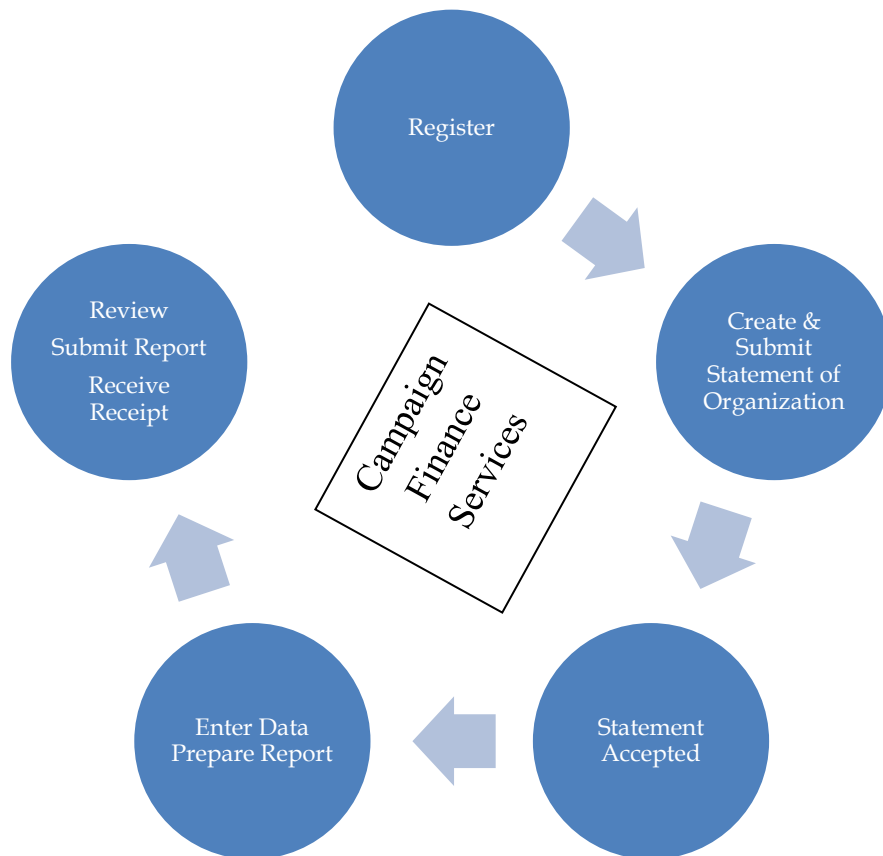 Register
Create &
Submit
Statement of
Organization
Statement
Accepted
Enter Data
Prepare Report
Review
Submit Report
Receive
Receipt
Campaign
Finance
Services